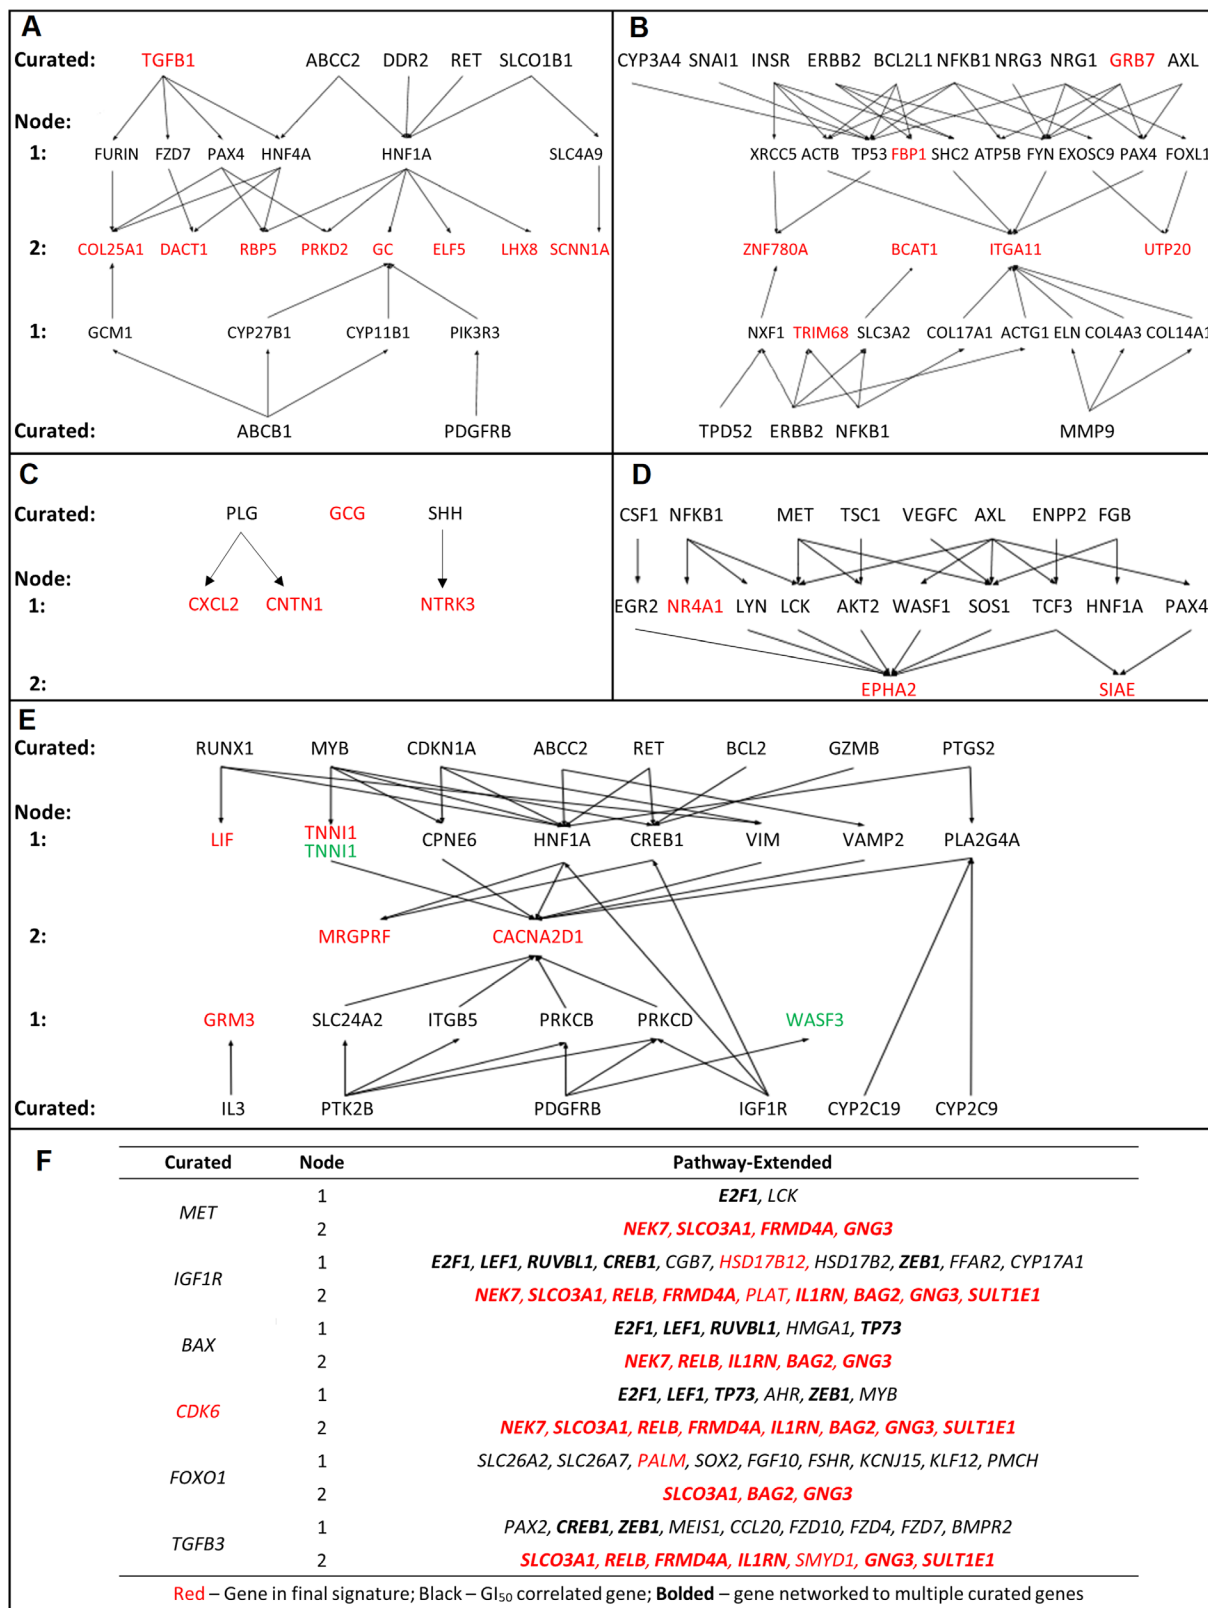 A
Curated: TGFB1 ABCC2 DDR2 RET SLCO1B1
Node:
1: FURIN FZD7 PAX4 HNF4A HNF1A SLC4A9
2: COL25A1 DACT1 RBP5 PRKD2 GC ELF5 LHX8 SCNN1A
1: GCM1 CYP27B1 CYP11B1 PIK3R3
Curated: ABCB1 PDGFRB
B
CYP3A4 SNAI1 INSR ERBB2 BCL2L1 NFKB1 NRG3 NRG1 GRB7 AXL
XRCC5 ACTB TP53 FBP1 SHC2 ATP5B FYN EXOSC9 PAX4 FOXL1
ZNF780A BCAT1 ITGA11 UTP20
NXF1 TRIM68 SLC3A2 COL17A1 ACTG1 ELN COL4A3 COL14A1
TPD52 ERBB2 NFKB1 MMP9
C
Curated: PLG GCG SHH
Node:
1: CXCL2 CNTN1 NTRK3
2:
D
CSF1 NFKB1 MET TSC1 VEGFC AXL ENPP2 FGB
EGR2 NR4A1 LYN LCK AKT2 WASF1 SOS1 TCF3 HNF1A PAX4
EPHA2 SIAE
E
Curated: RUNX1 MYB CDKN1A ABCC2 RET BCL2 GZMB PTGS2
Node:
1: LIF TNNI1 CPNE6 HNF1A CREB1 VIM VAMP2 PLA2G4A
TNNI1
2: MRGPRF CACNA2D1
1: GRM3 SLC24A2 ITGB5 PRKCB PRKCD WASF3
Curated: IL3 PTK2B PDGFRB IGF1R CYP2C19 CYP2C9
F
Curated Node Pathway-Extended
MET
1 E2F1, LCK
2 NEK7, SLCO3A1, FRMD4A, GNG3
IGF1R
1 E2F1, LEF1, RUVBL1, CREB1, CGB7, HSD17B12, HSD17B2, ZEB1, FFAR2, CYP17A1
2 NEK7, SLCO3A1, RELB, FRMD4A, PLAT, IL1RN, BAG2, GNG3, SULT1E1
BAX
1 E2F1, LEF1, RUVBL1, HMGA1, TP73
2 NEK7, RELB, IL1RN, BAG2, GNG3
CDK6
1 E2F1, LEF1, TP73, AHR, ZEB1, MYB
2 NEK7, SLCO3A1, RELB, FRMD4A, IL1RN, BAG2, GNG3, SULT1E1
FOXO1
1 SLC26A2, SLC26A7, PALM, SOX2, FGF10, FSHR, KCNJ15, KLF12, PMCH
2 SLCO3A1, BAG2, GNG3
TGFB3
1 PAX2, CREB1, ZEB1, MEIS1, CCL20, FZD10, FZD4, FZD7, BMPR2
2 SLCO3A1, RELB, FRMD4A, IL1RN, SMYD1, GNG3, SULT1E1
Red – Gene in final signature; Black – GI50 correlated gene; Bolded – gene networked to multiple curated genes